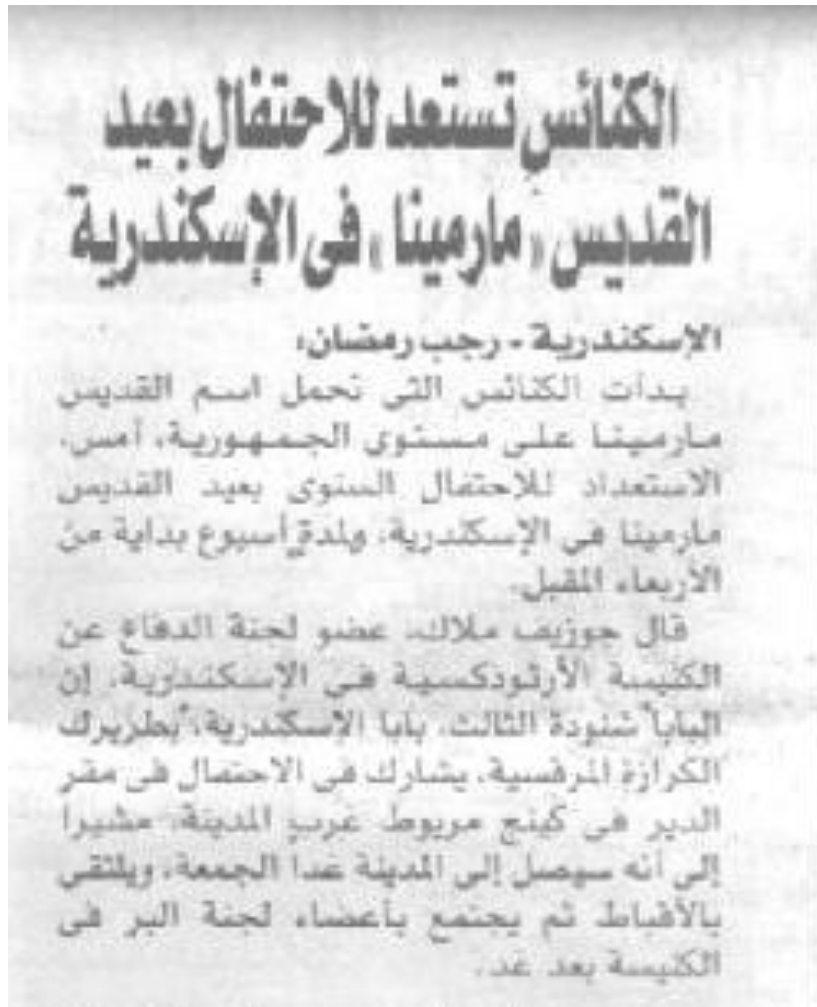 الكنائس تستعد للاحتفال بعيد
القديس «مارمينا» فى الإسكندرية
الإسكندرية - رجب رمضان:
بدأت الكنائس التى تحمل اسم القديس
مارمينا على مستوى الجمهورية، أمس،
الاستعداد للاحتفال السنوى بعيد القديس
مارمينا فى الإسكندرية، ولمدة أسبوع بداية من
الأربعاء المقبل.
قال جوزيف ملاك، عضو لجنة الدفاع عن
الكنيسة الأرثوذكسية فى الإسكندرية، إن
البابا شنودة الثالث، بابا الإسكندرية، بطريرك
الكرازة المرقسية، يشارك فى الاحتفال فى مقر
الدير فى كينج مريوط غرب المدينة، مشيرا
إلى أنه سيصل إلى المدينة غدا الجمعة، ويلتقى
بالأقباط ثم يجتمع بأعضاء لجنة البر فى
الكنيسة بعد غد.